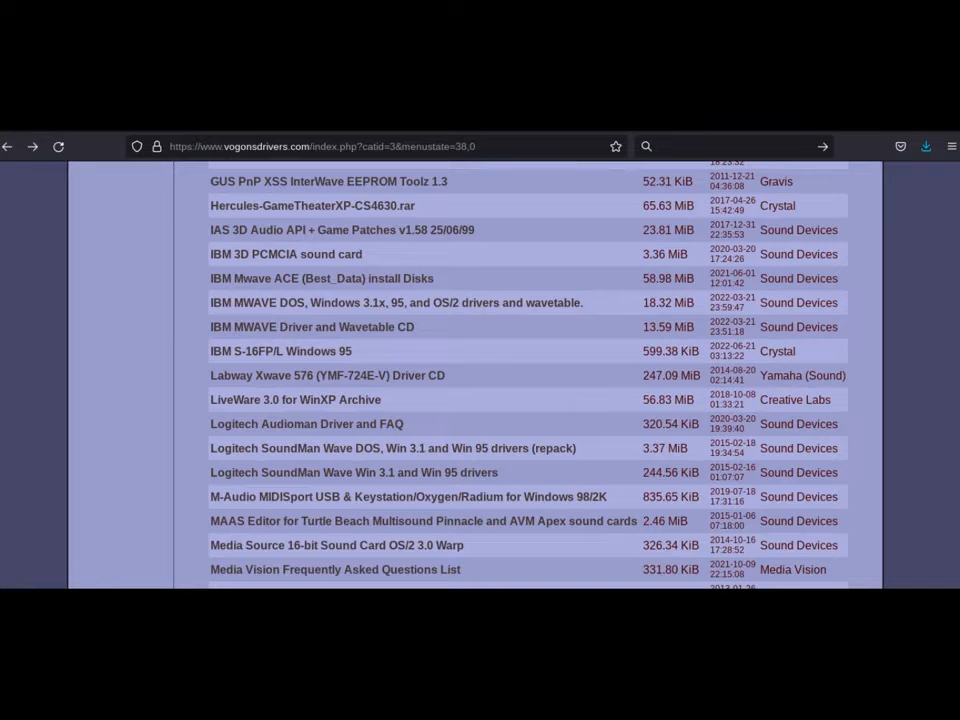 https://www.vogonsdrivers.com/index.php?catid=3&menustate=38,0
18:23:32
GUS PnP XSS InterWave EEPROM Toolz 1.3 52.31 KiB 2011-12-21 04:36:08 Gravis
Hercules-GameTheaterXP-CS4630.rar 65.63 MiB 2017-04-26 15:42:49 Crystal
IAS 3D Audio API + Game Patches v1.58 25/06/99 23.81 MiB 2017-12-31 22:35:53 Sound Devices
IBM 3D PCMCIA sound card 3.36 MiB 2020-03-20 17:24:26 Sound Devices
IBM Mwave ACE (Best_Data) install Disks 58.98 MiB 2021-06-01 12:01:42 Sound Devices
IBM MWAVE DOS, Windows 3.1x, 95, and OS/2 drivers and wavetable. 18.32 MiB 2022-03-21 23:59:47 Sound Devices
IBM MWAVE Driver and Wavetable CD 13.59 MiB 2022-03-21 23:51:18 Sound Devices
IBM S-16FP/L Windows 95 599.38 KiB 2022-06-21 03:13:22 Crystal
Labway Xwave 576 (YMF-724E-V) Driver CD 247.09 MiB 2014-08-20 02:14:41 Yamaha (Sound)
LiveWare 3.0 for WinXP Archive 56.83 MiB 2018-10-08 01:33:21 Creative Labs
Logitech Audioman Driver and FAQ 320.54 KiB 2020-03-20 19:39:40 Sound Devices
Logitech SoundMan Wave DOS, Win 3.1 and Win 95 drivers (repack) 3.37 MiB 2015-02-18 19:34:54 Sound Devices
Logitech SoundMan Wave Win 3.1 and Win 95 drivers 244.56 KiB 2015-02-16 01:07:07 Sound Devices
M-Audio MIDISport USB & Keystation/Oxygen/Radium for Windows 98/2K 835.65 KiB 2019-07-18 17:31:16 Sound Devices
MAAS Editor for Turtle Beach Multisound Pinnacle and AVM Apex sound cards 2.46 MiB 2015-01-06 07:18:00 Sound Devices
Media Source 16-bit Sound Card OS/2 3.0 Warp 326.34 KiB 2014-10-16 17:28:52 Sound Devices
Media Vision Frequently Asked Questions List 331.80 KiB 2021-10-09 22:15:08 Media Vision